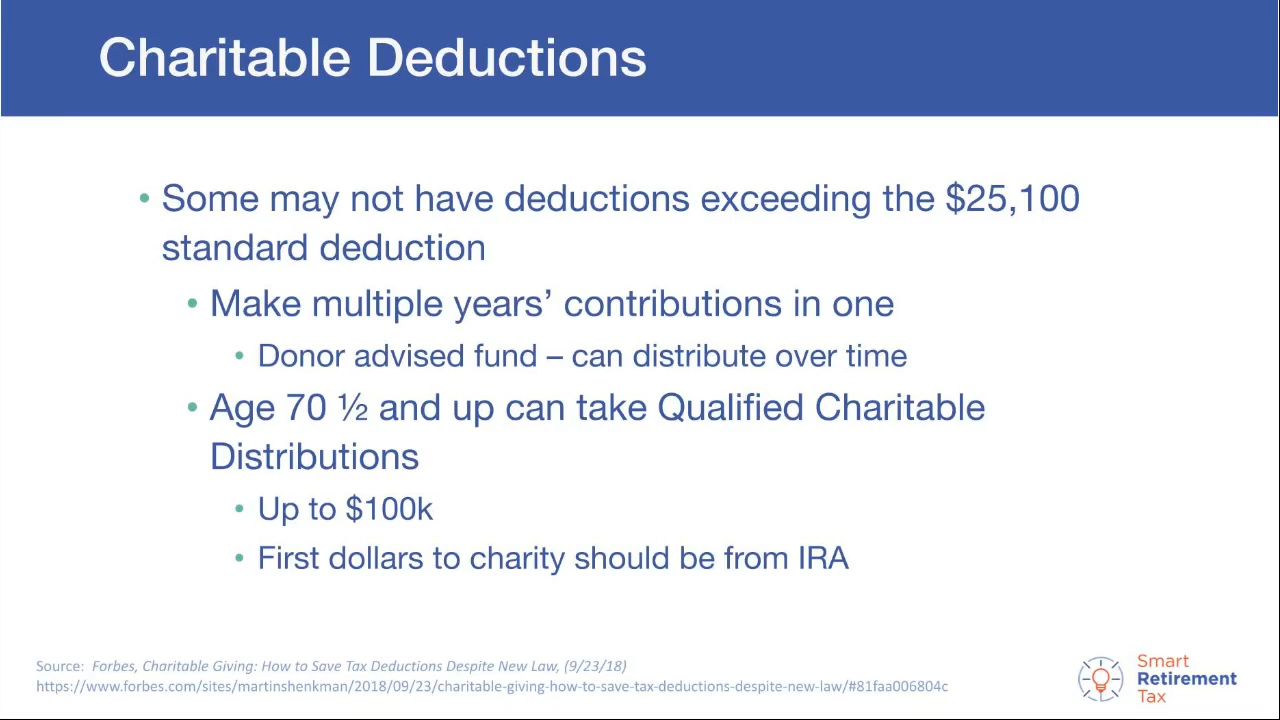 Charitable Deductions
• Some may not have deductions exceeding the $25,100
standard deduction
• Make multiple years’ contributions in one
• Donor advised fund – can distribute over time
• Age 70 ½ and up can take Qualified Charitable
Distributions
• Up to $100k
• First dollars to charity should be from IRA
Source: Forbes, Charitable Giving: How to Save Tax Deductions Despite New Law, (9/23/18)
https://www.forbes.com/sites/martinshenkman/2018/09/23/charitable-giving-how-to-save-tax-deductions-despite-new-law/#81faa006804c
Smart
Retirement
Tax